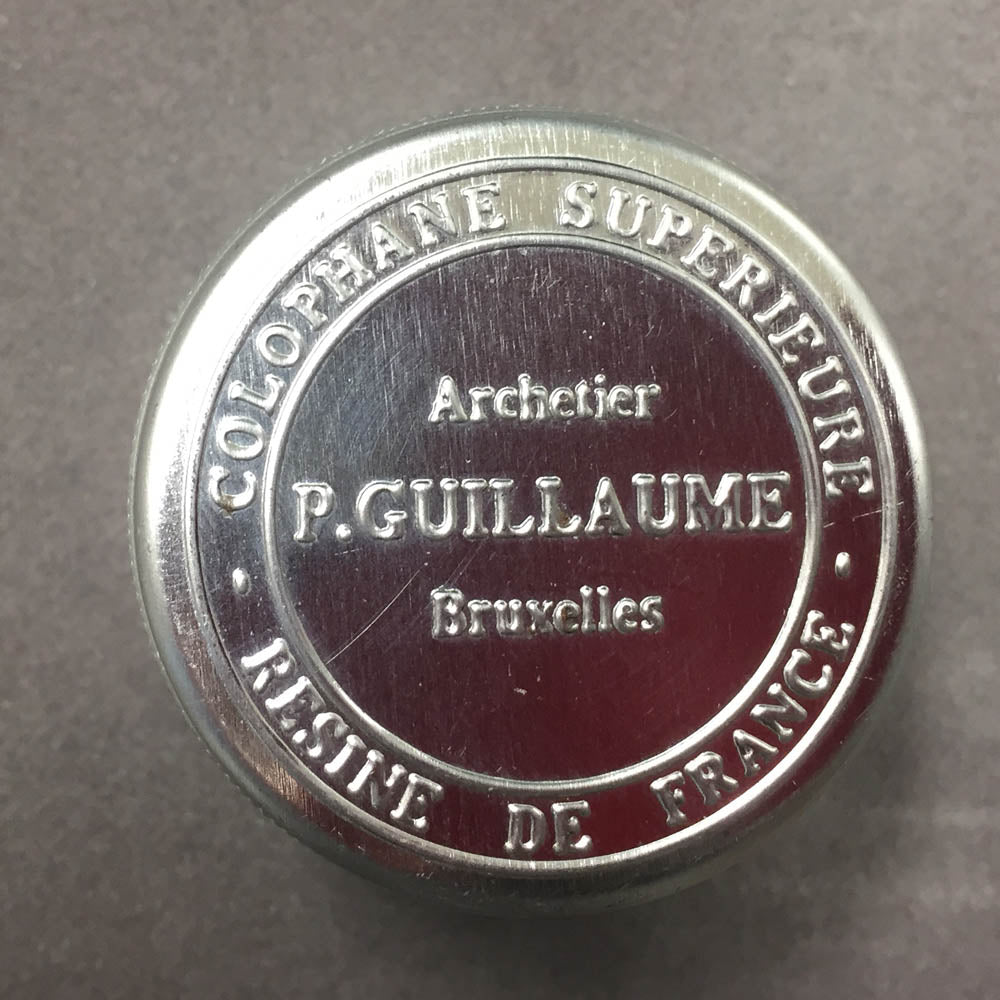 COLOPHANE SUPERIEURE
Archetier
P.GUILLAUME
Bruxelles
· RESINE DE FRANCE ·